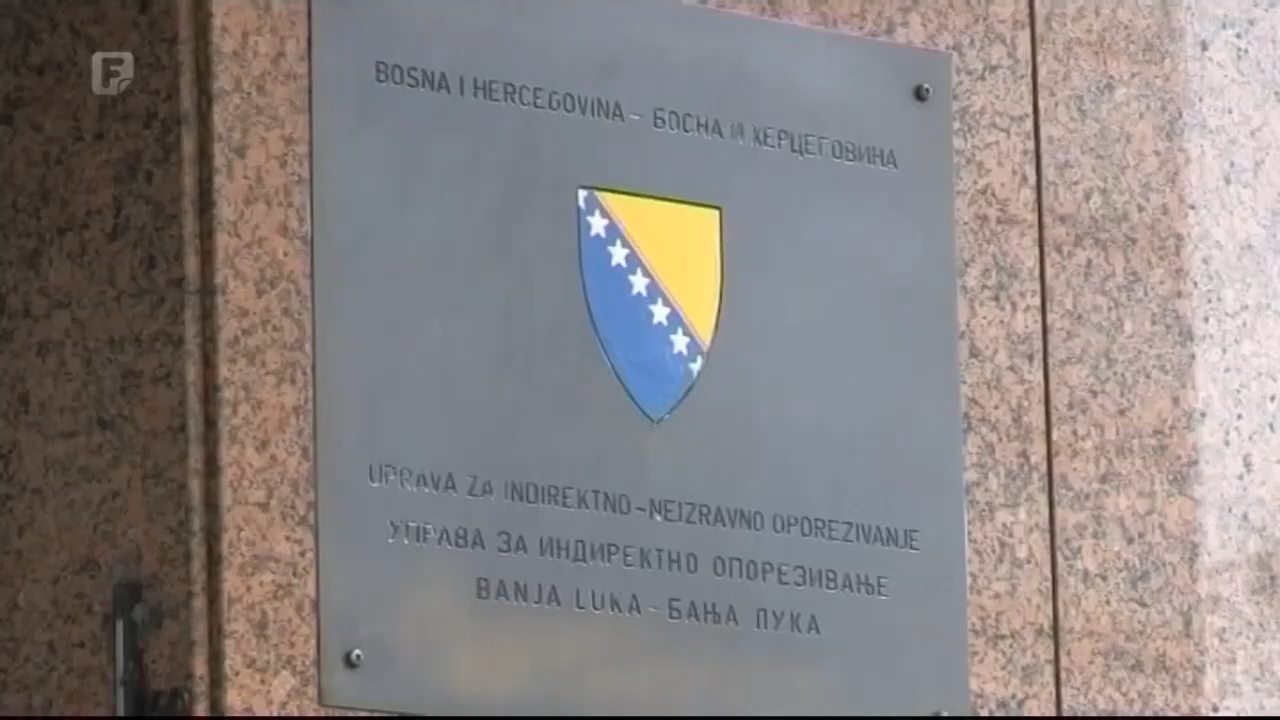 F
BOSNA I HERCEGOVINA - БОСНА И ХЕРЦЕГОВИНА
UPRAVA ZA INDIREKTNO-NEIZRAVNO OPOREZIVANJE
УПРАВА ЗА ИНДИРЕКТНО ОПОРЕЗИВАЊЕ
BANJA LUKA - БАЊА ЛУКА